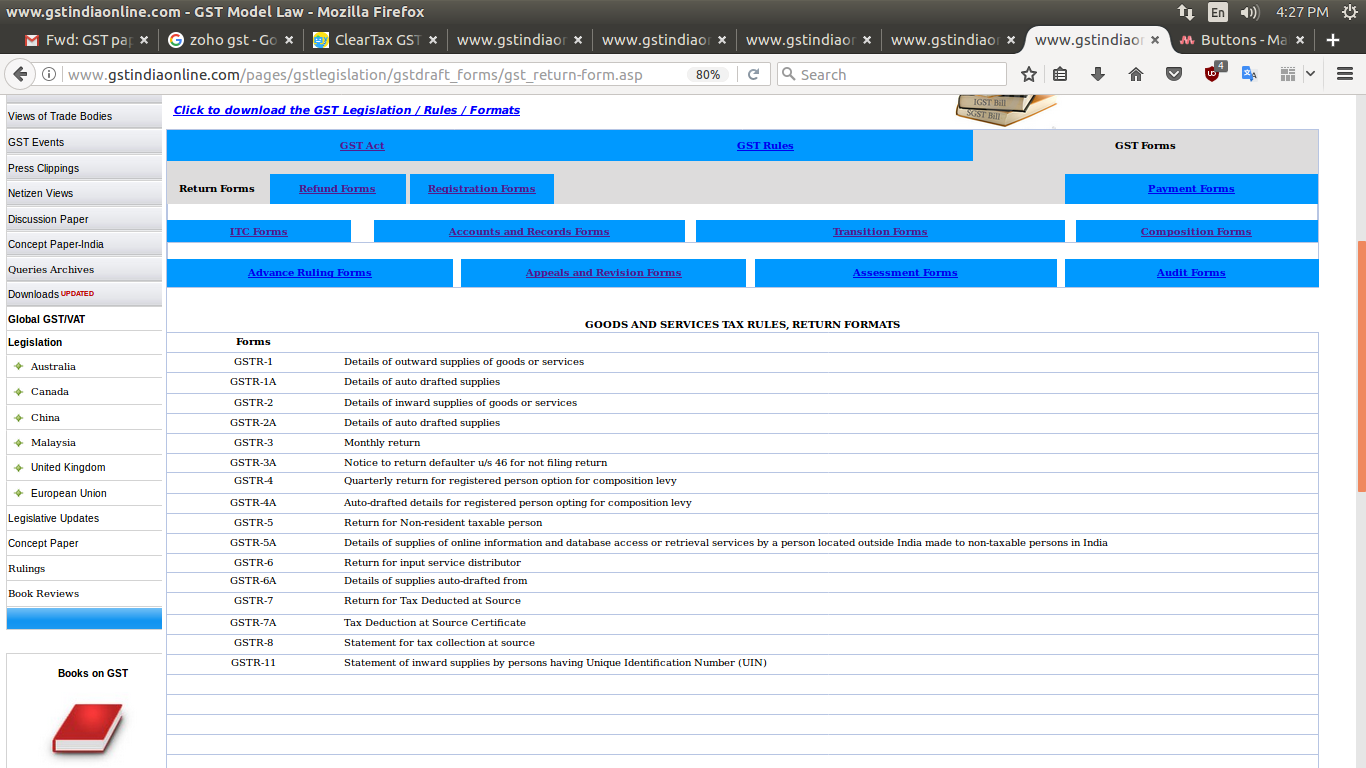 www.gstindiaonline.com - GST Model Law - Mozilla Firefox
En 4:27 PM
Fwd: GST pap
zoho gst - Go
ClearTax GST
www.gstindiaon
www.gstindiaon
www.gstindiaon
www.gstindiaon
www.gstindiaon
Buttons - Ma
www.gstindiaonline.com/pages/gstlegislation/gstdraft_forms/gst_return-form.asp 80% Search 4
Click to download the GST Legislation / Rules / Formats
IGST Bill
SGST Bill
Views of Trade Bodies
GST Events
Press Clippings
Netizen Views
Discussion Paper
Concept Paper-India
Queries Archives
Downloads UPDATED
Global GST/VAT
Legislation
Australia
Canada
China
Malaysia
United Kingdom
European Union
Legislative Updates
Concept Paper
Rulings
Book Reviews
Books on GST
GST Act GST Rules GST Forms
Return Forms Refund Forms Registration Forms Payment Forms
ITC Forms Accounts and Records Forms Transition Forms Composition Forms
Advance Ruling Forms Appeals and Revision Forms Assessment Forms Audit Forms
GOODS AND SERVICES TAX RULES, RETURN FORMATS
Forms
GSTR-1 Details of outward supplies of goods or services
GSTR-1A Details of auto drafted supplies
GSTR-2 Details of inward supplies of goods or services
GSTR-2A Details of auto drafted supplies
GSTR-3 Monthly return
GSTR-3A Notice to return defaulter u/s 46 for not filing return
GSTR-4 Quarterly return for registered person option for composition levy
GSTR-4A Auto-drafted details for registered person opting for composition levy
GSTR-5 Return for Non-resident taxable person
GSTR-5A Details of supplies of online information and database access or retrieval services by a person located outside India made to non-taxable persons in India
GSTR-6 Return for input service distributor
GSTR-6A Details of supplies auto-drafted from
GSTR-7 Return for Tax Deducted at Source
GSTR-7A Tax Deduction at Source Certificate
GSTR-8 Statement for tax collection at source
GSTR-11 Statement of inward supplies by persons having Unique Identification Number (UIN)